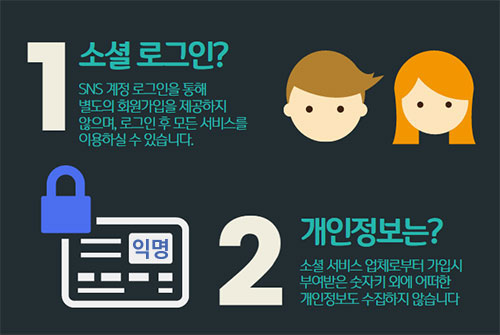 1
소셜 로그인?
SNS 계정 로그인을 통해
별도의 회원가입을 제공하지
않으며, 로그인 후 모든 서비스를
이용하실 수 있습니다.
익명
2
개인정보는?
소셜 서비스 업체로부터 가입시
부여받은 숫자키 외에 어떠한
개인정보도 수집하지 않습니다